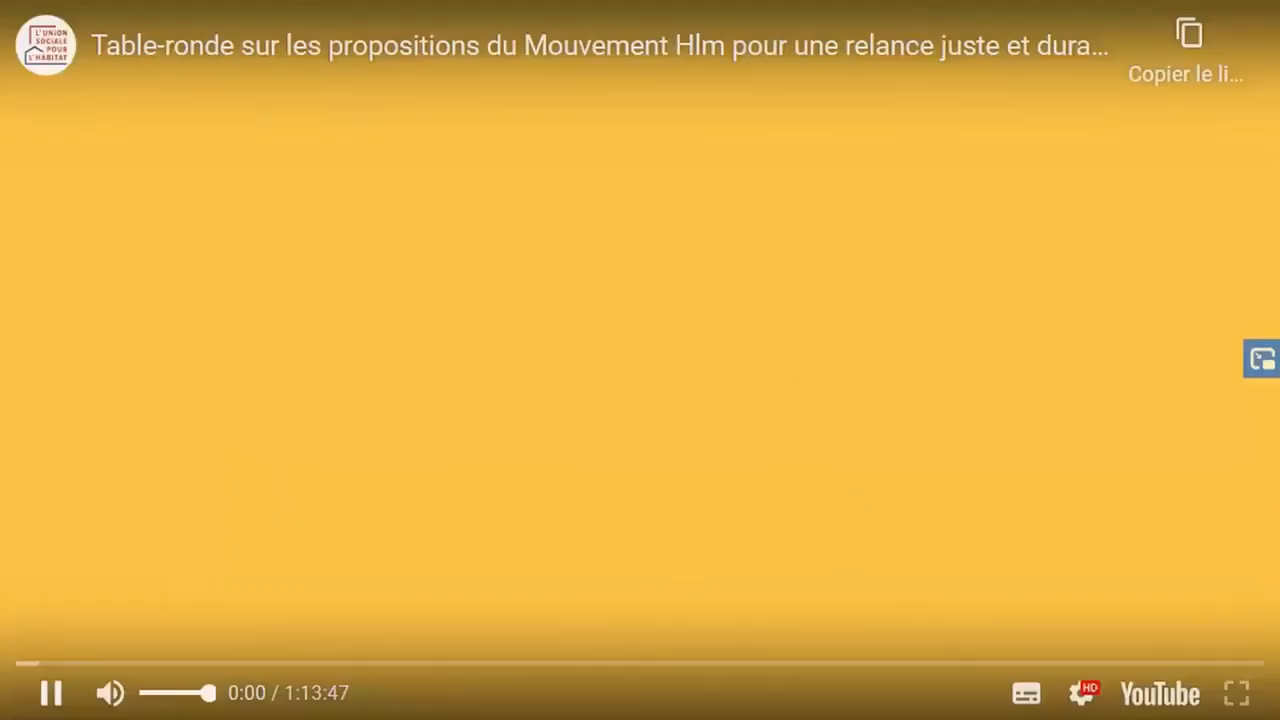 L'UNION
SOCIALE
POUR
L'HABITAT
Table-ronde sur les propositions du Mouvement Hlm pour une relance juste et dura...
Copier le li...
0:00 / 1:13:47
HD
YouTube